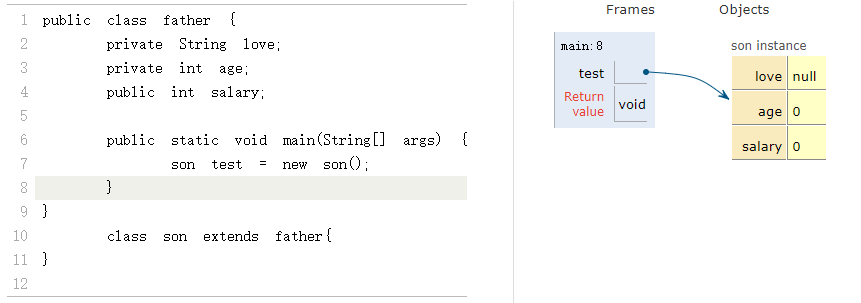 1 public class father {
2 private String love;
3 private int age;
4 public int salary;
5
6 public static void main(String[] args) {
7 son test = new son();
8 }
9 }
10 class son extends father{
11 }
12
Frames
Objects
main:8
test
Return value void
son instance
love null
age 0
salary 0